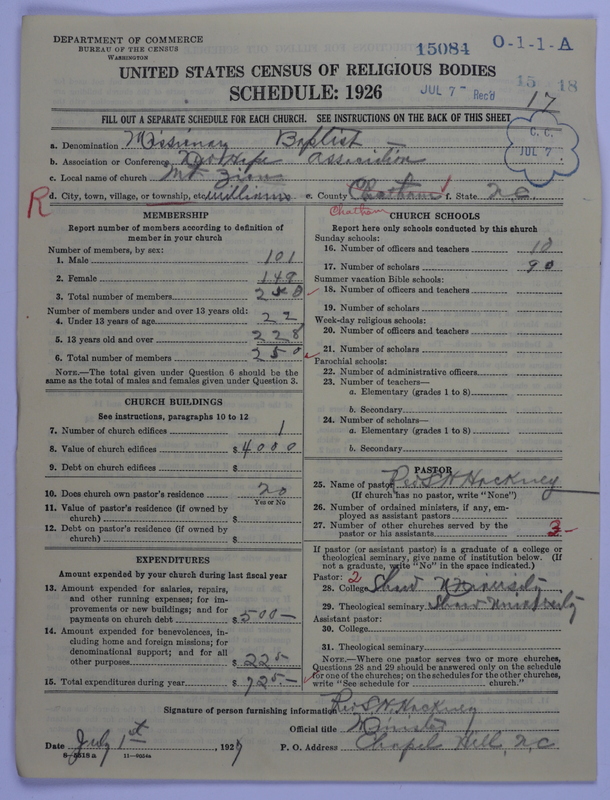 DEPARTMENT OF COMMERCE
BUREAU OF THE CENSUS
WASHINGTON
15084 O-1-1-A
UNITED STATES CENSUS OF RELIGIOUS BODIES
SCHEDULE: 1926
JUL 7 - Rec'd
15 18
17
FILL OUT A SEPARATE SCHEDULE FOR EACH CHURCH. SEE INSTRUCTIONS ON THE BACK OF THIS SHEET
C. C.
JUL 7
a. Denomination Missionary Baptist
b. Association or Conference New Hope Association
c. Local name of church Mt Zion
R
d. City, town, village, or township, etc. Williams e. County Chatham f. State N.C.
Chatham
MEMBERSHIP
Report number of members according to definition of
member in your church
Number of members, by sex:
1. Male 101
2. Female 149
3. Total number of members 250
Number of members under and over 13 years old:
4. Under 13 years of age 22
5. 13 years old and over 228
6. Total number of members 250
NOTE.—The total given under Question 6 should be the
same as the total of males and females given under Question 3.
CHURCH BUILDINGS
See instructions, paragraphs 10 to 12
7. Number of church edifices 1
8. Value of church edifices $ 4000
9. Debt on church edifices $
10. Does church own pastor's residence no
Yes or No
11. Value of pastor's residence (if owned by
church) $
12. Debt on pastor's residence (if owned by
church) $
EXPENDITURES
Amount expended by your church during last fiscal year
13. Amount expended for salaries, repairs,
and other running expenses; for im-
provements or new buildings; and for
payments on church debt $ 500—
14. Amount expended for benevolences, in-
cluding home and foreign missions; for
denominational support; and for all
other purposes $ 225
15. Total expenditures during year $ 725—
CHURCH SCHOOLS
Report here only schools conducted by this church
Sunday schools:
16. Number of officers and teachers 10
17. Number of scholars 90
Summer vacation Bible schools:
18. Number of officers and teachers
19. Number of scholars
Week-day religious schools:
20. Number of officers and teachers
21. Number of scholars
Parochial schools:
22. Number of administrative officers
23. Number of teachers—
a. Elementary (grades 1 to 8)
b. Secondary
24. Number of scholars—
a. Elementary (grades 1 to 8)
b. Secondary
PASTOR
25. Name of pastor Rev S W Hackney
(If church has no pastor, write "None")
26. Number of ordained ministers, if any, em-
ployed as assistant pastors
27. Number of other churches served by the
pastor or his assistants 3
If pastor (or assistant pastor) is a graduate of a college or
theological seminary, give name of institution below. (If
not a graduate, write "No" in the space indicated.)
Pastor: 2
28. College Shaw University
29. Theological seminary Shaw University
Assistant pastor:
30. College
31. Theological seminary
NOTE.—Where one pastor serves two or more churches,
Questions 28 and 29 should be answered only on the schedule
for one of the churches; on the schedules for the other churches,
write "See schedule for church."
Signature of person furnishing information Rev S W Hackney
Official title Minister
Date July 1st, 1927 P. O. Address Chapel Hill, N C
8—5518a 11—9054a